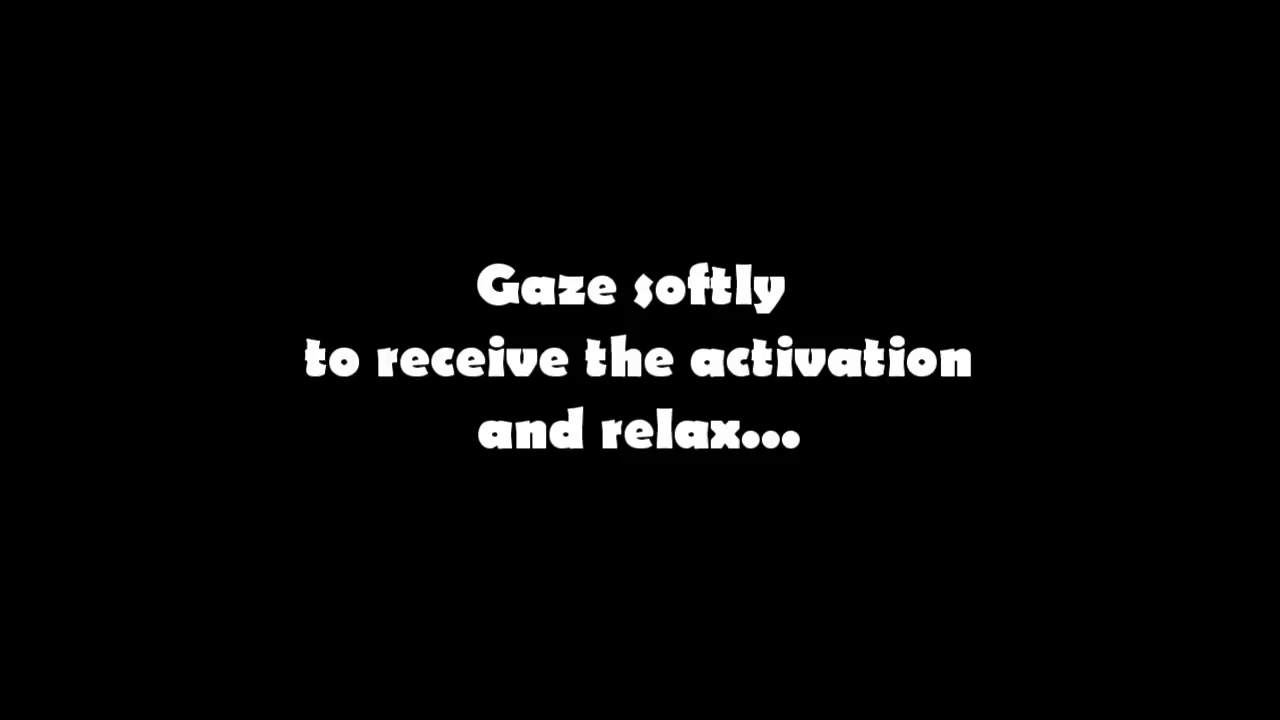 Gaze softly
to receive the activation
and relax...